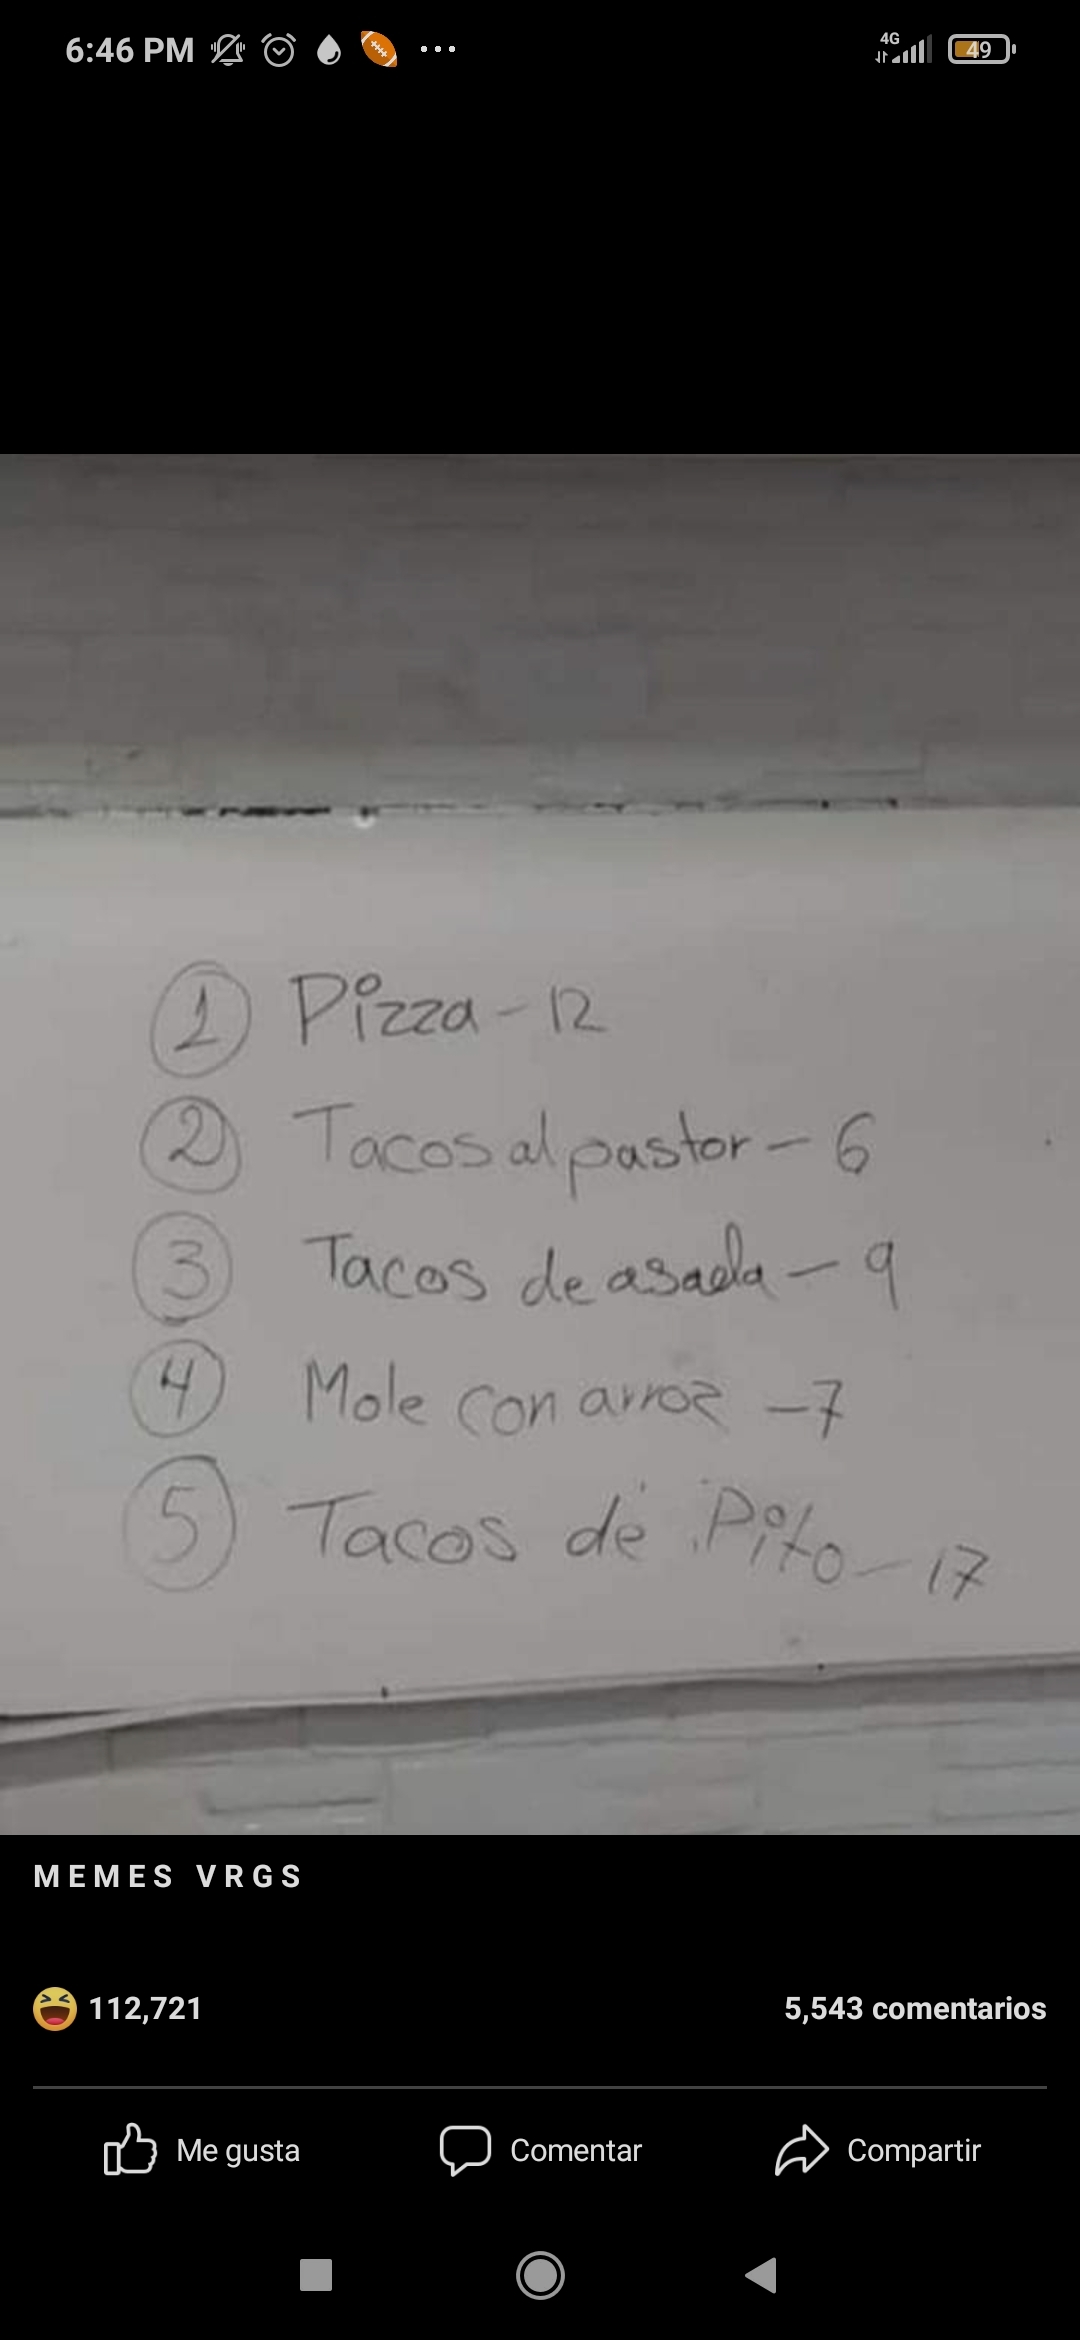 6:46 PM
4G
49
1 Pizza - 12
2 Tacos al pastor - 6
3 Tacos de asada - 9
4 Mole con arroz - 7
5 Tacos de Pito - 17
MEMES VRGS
112,721
5,543 comentarios
Me gusta
Comentar
Compartir